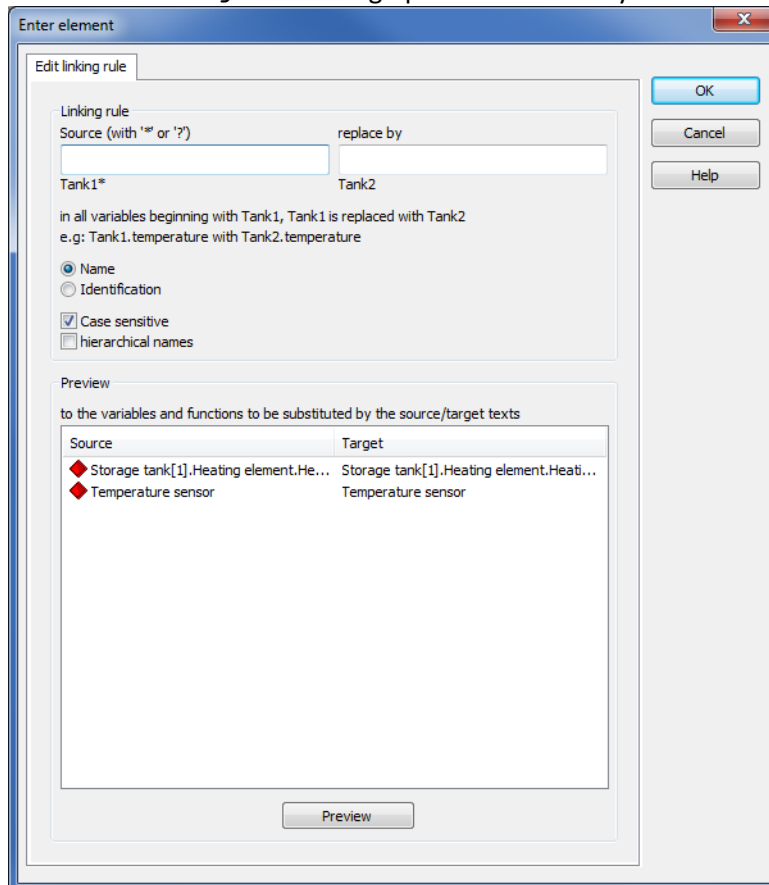 Enter element
Edit linking rule
OK
Cancel
Help
Linking rule
Source (with '*' or '?') replace by
Tank1* Tank2
in all variables beginning with Tank1, Tank1 is replaced with Tank2
e.g: Tank1.temperature with Tank2.temperature
Name
Identification
Case sensitive
hierarchical names
Preview
to the variables and functions to be substituted by the source/target texts
Source Target
Storage tank[1].Heating element.He... Storage tank[1].Heating element.Heati...
Temperature sensor Temperature sensor
Preview